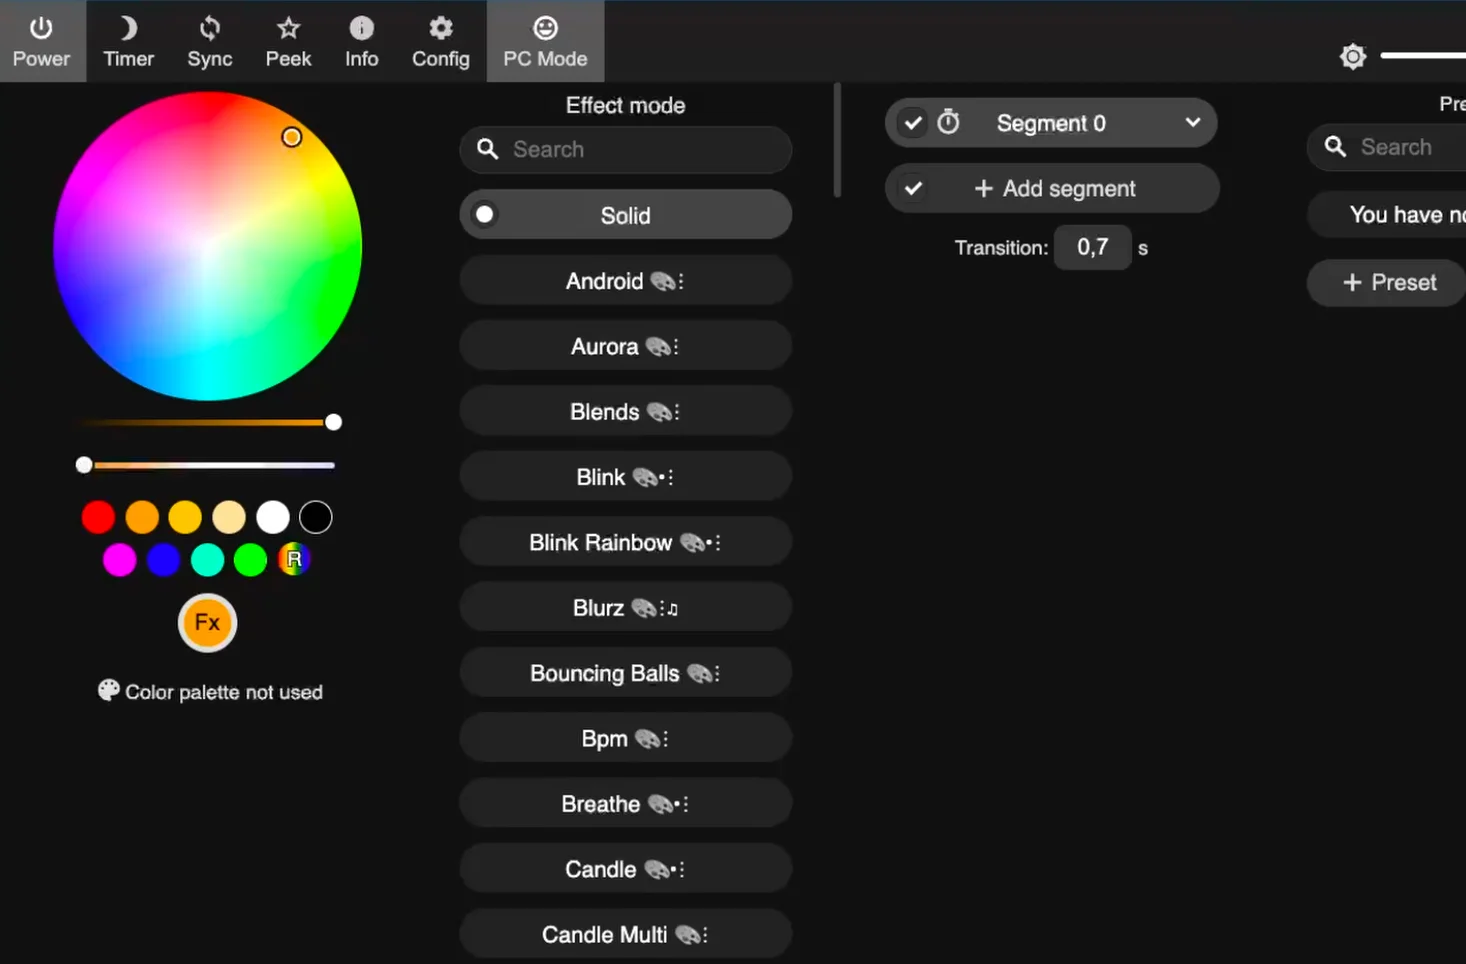 Power
Timer
Sync
Peek
Info
Config
PC Mode
R
Fx
Color palette not used
Effect mode
Search
Solid
Android
Aurora
Blends
Blink
Blink Rainbow
Blurz
Bouncing Balls
Bpm
Breathe
Candle
Candle Multi
Segment 0
+ Add segment
Transition: 0,7 s
Search
You have
+ Preset